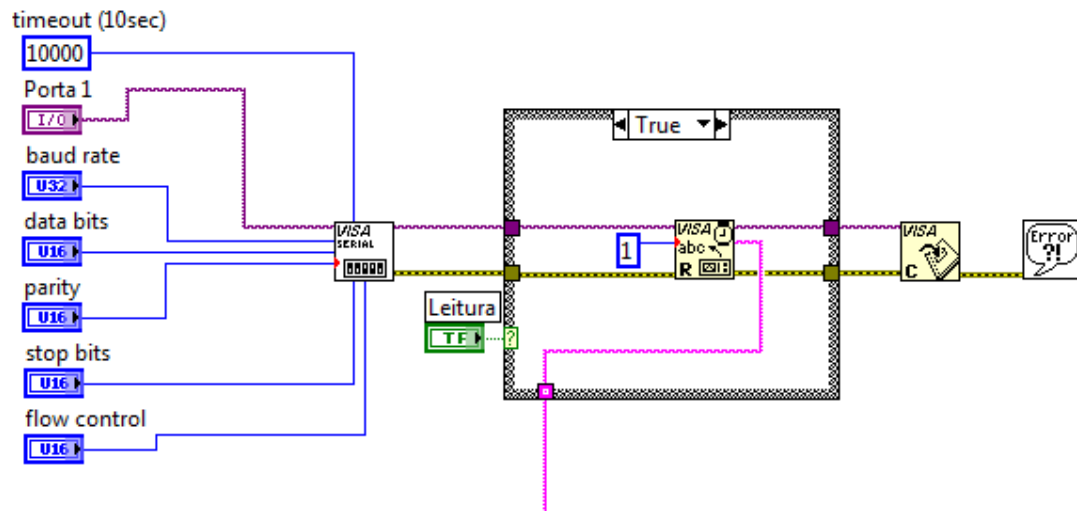 timeout (10sec)
10000
Porta 1
I/O
baud rate
U32
data bits
U16
parity
U16
stop bits
U16
flow control
U16
VISA
SERIAL
True
Leitura
TF
?
1
VISA
abc
R
VISA
C
Error
?!